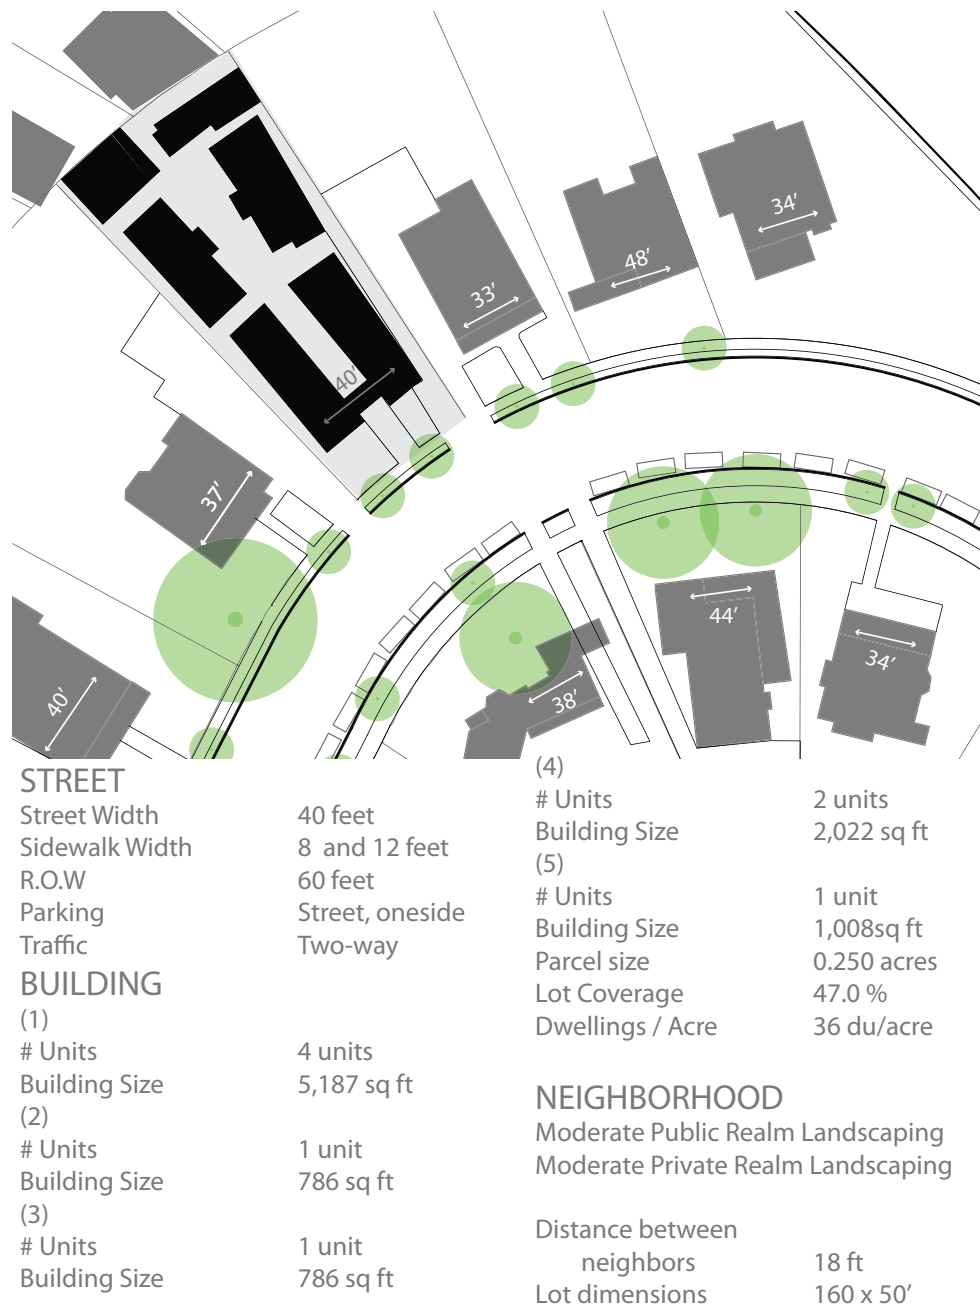 34′
48′
33′
40′
37′
44′
34′
38′
40′
STREET
Street Width 40 feet
Sidewalk Width 8 and 12 feet
R.O.W 60 feet
Parking Street, oneside
Traffic Two-way
BUILDING
(1)
# Units 4 units
Building Size 5,187 sq ft
(2)
# Units 1 unit
Building Size 786 sq ft
(3)
# Units 1 unit
Building Size 786 sq ft
(4)
# Units 2 units
Building Size 2,022 sq ft
(5)
# Units 1 unit
Building Size 1,008sq ft
Parcel size 0.250 acres
Lot Coverage 47.0 %
Dwellings / Acre 36 du/acre
NEIGHBORHOOD
Moderate Public Realm Landscaping
Moderate Private Realm Landscaping
Distance between
neighbors 18 ft
Lot dimensions 160 x 50′